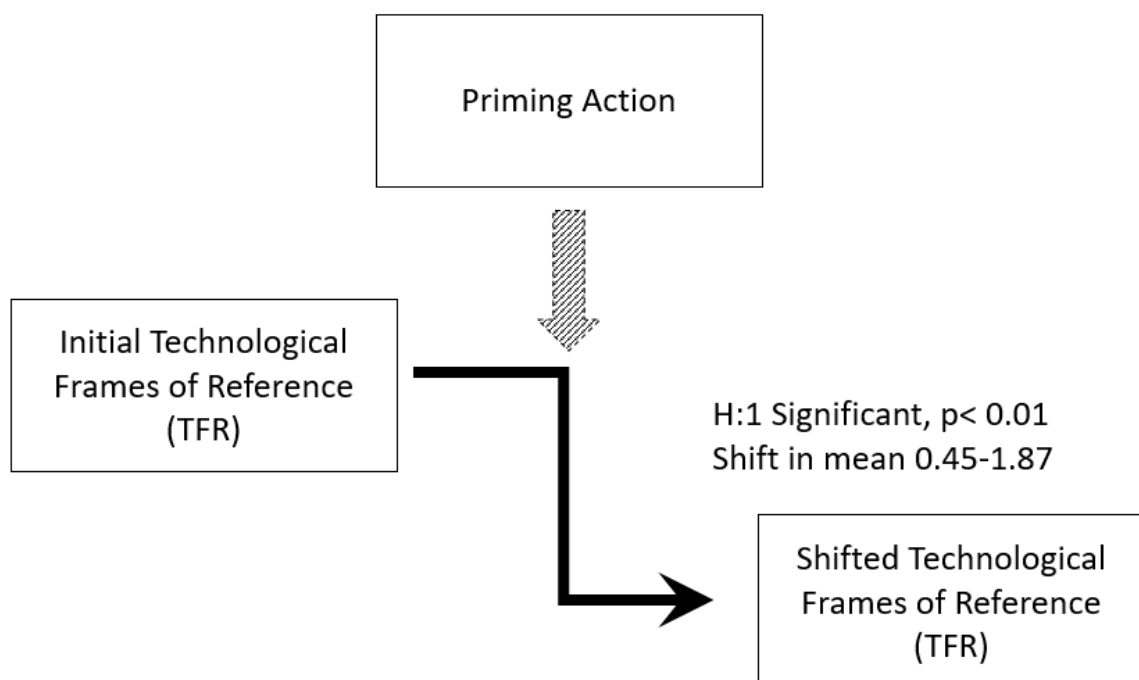 Priming Action
Initial Technological
Frames of Reference
(TFR)
H:1 Significant, p< 0.01
Shift in mean 0.45-1.87
Shifted Technological
Frames of Reference
(TFR)